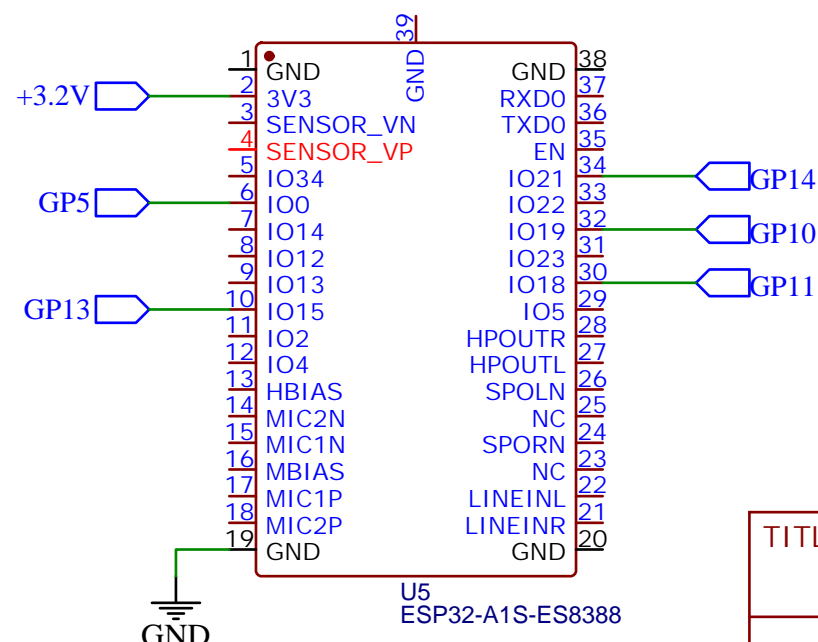 39
GND
1 GND
GND 38
+3.2V
2 3V3
RXD0 37
3 SENSOR_VN
TXD0 36
4 SENSOR_VP
EN 35
5 IO34
IO21 34
GP14
GP5
6 IO0
IO22 33
7 IO14
IO19 32
GP10
8 IO12
IO23 31
9 IO13
IO18 30
GP11
GP13
10 IO15
IO5 29
11 IO2
HPOUTR 28
12 IO4
HPOUTL 27
13 HBIAS
SPOLN 26
14 MIC2N
NC 25
15 MIC1N
SPORN 24
16 MBIAS
NC 23
17 MIC1P
LINEINL 22
18 MIC2P
LINEINR 21
19 GND
GND 20
GND
U5
ESP32-A1S-ES8388